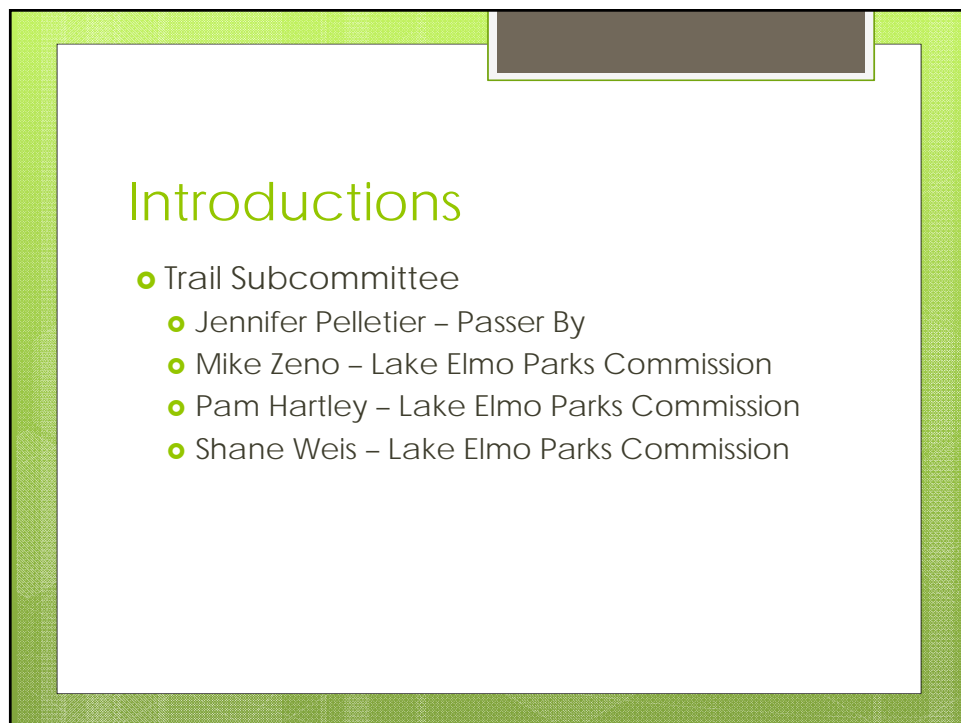 Introductions
Trail Subcommittee
Jennifer Pelletier – Passer By
Mike Zeno – Lake Elmo Parks Commission
Pam Hartley – Lake Elmo Parks Commission
Shane Weis – Lake Elmo Parks Commission